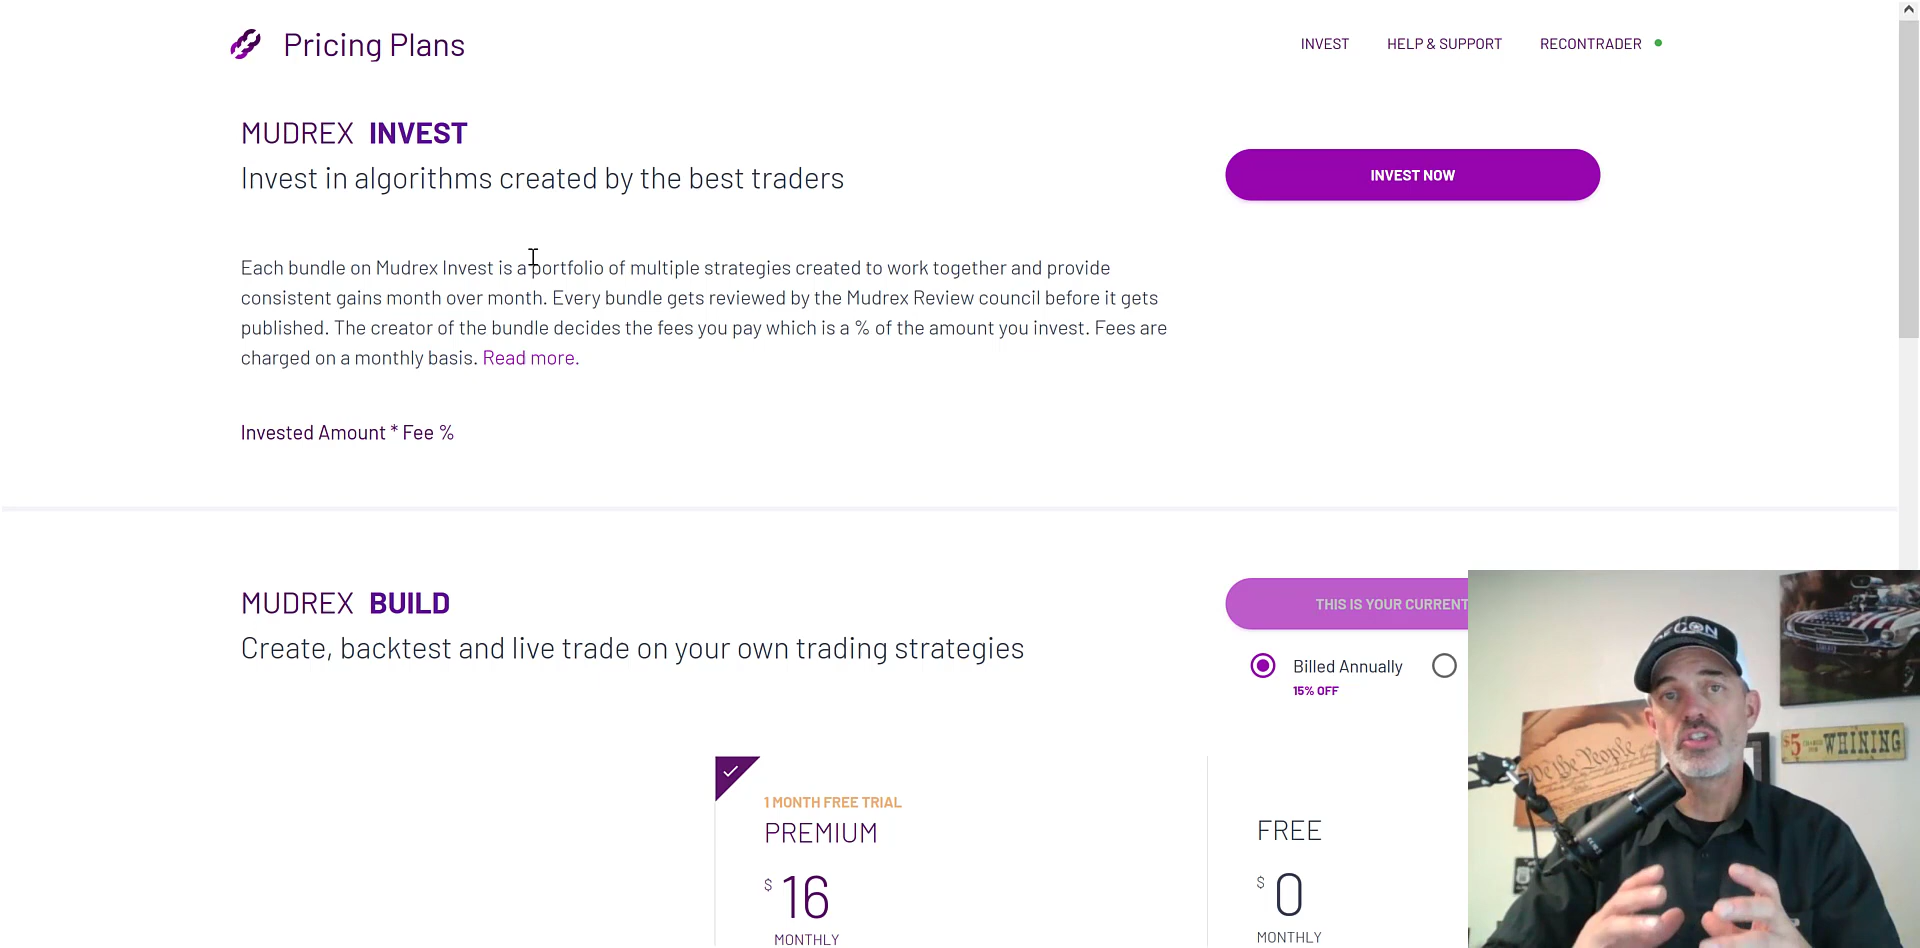 Pricing Plans
INVEST
HELP & SUPPORT
RECONTRADER
MUDREX INVEST
Invest in algorithms created by the best traders
INVEST NOW
Each bundle on Mudrex Invest is a portfolio of multiple strategies created to work together and provide
consistent gains month over month. Every bundle gets reviewed by the Mudrex Review council before it gets
published. The creator of the bundle decides the fees you pay which is a % of the amount you invest. Fees are
charged on a monthly basis. Read more.
Invested Amount * Fee %
MUDREX BUILD
Create, backtest and live trade on your own trading strategies
THIS IS YOUR CURRENT
Billed Annually
15% OFF
1 MONTH FREE TRIAL
PREMIUM
$ 16
MONTHLY
FREE
$ 0
MONTHLY
We the People
$5
WHINING